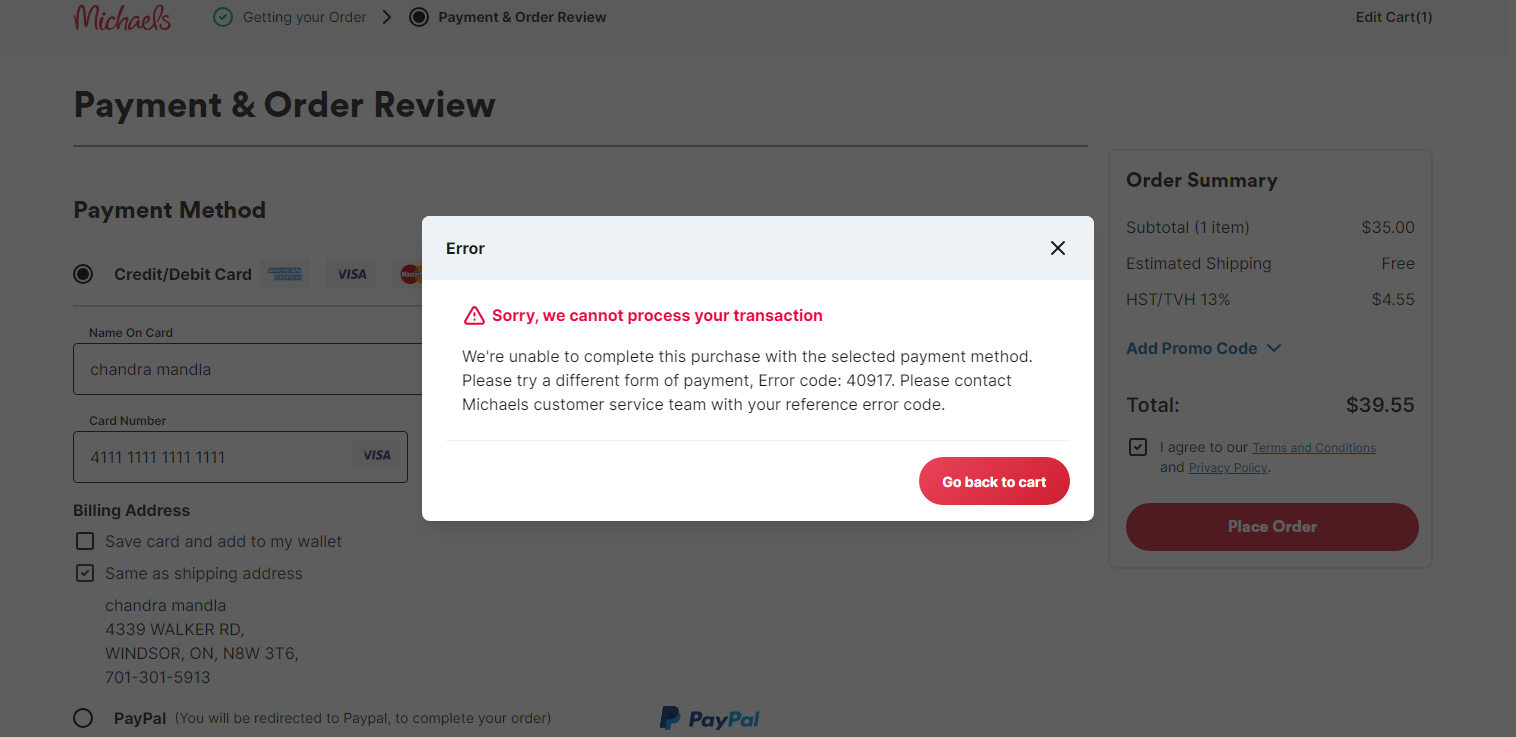 Michaels
Getting your Order
Payment & Order Review
Edit Cart(1)
Payment & Order Review
Payment Method
Credit/Debit Card AMERICAN EXPRESS VISA
Name On Card
chandra mandla
Card Number
4111 1111 1111 1111 VISA
Billing Address
Save card and add to my wallet
Same as shipping address
chandra mandla
4339 WALKER RD,
WINDSOR, ON, N8W 3T6,
701-301-5913
PayPal (You will be redirected to Paypal, to complete your order) PayPal
Error
Sorry, we cannot process your transaction
We're unable to complete this purchase with the selected payment method.
Please try a different form of payment, Error code: 40917. Please contact
Michaels customer service team with your reference error code.
Go back to cart
Order Summary
Subtotal (1 item) $35.00
Estimated Shipping Free
HST/TVH 13% $4.55
Add Promo Code
Total: $39.55
I agree to our Terms and Conditions
and Privacy Policy.
Place Order